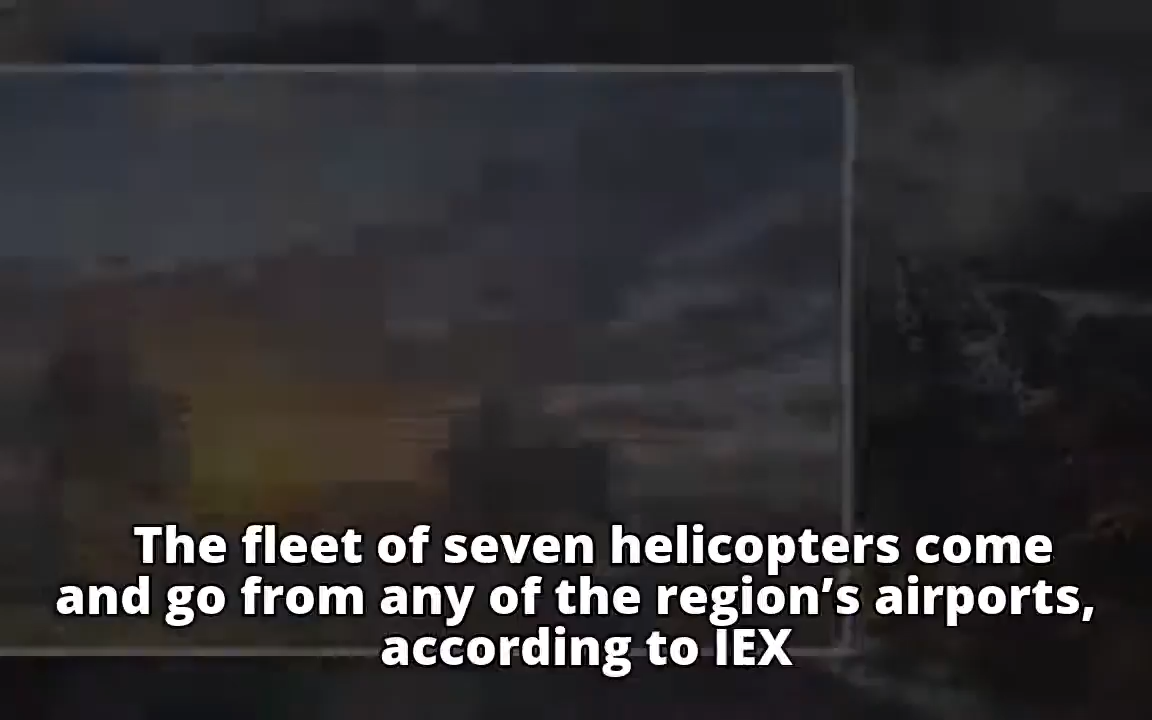 The fleet of seven helicopters come
and go from any of the region’s airports,
according to IEX